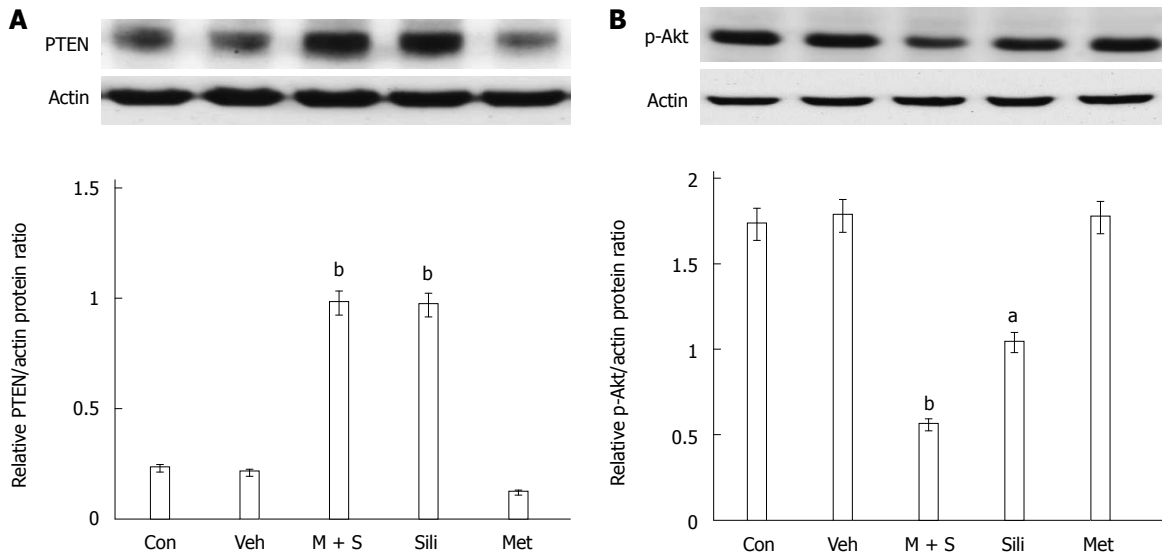 A
PTEN
Actin
Relative PTEN/actin protein ratio
1.5
1
0.5
0
b
b
Con Veh M + S Sili Met
B
p-Akt
Actin
Relative p-Akt/actin protein ratio
2
1.5
1
0.5
0
b
a
Con Veh M + S Sili Met